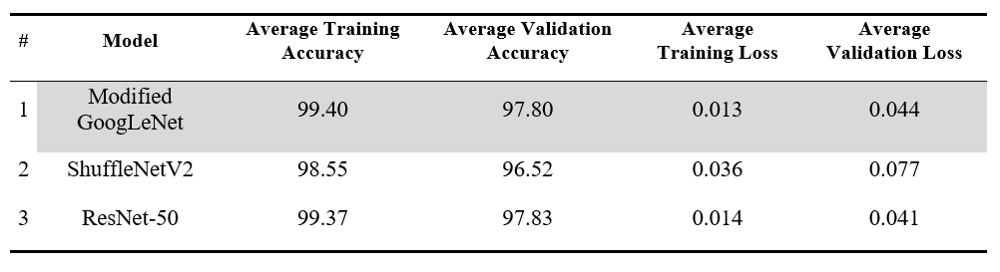 # Model Average Training Accuracy Average Validation Accuracy Average Training Loss Average Validation Loss
1 Modified GoogLeNet 99.40 97.80 0.013 0.044
2 ShuffleNetV2 98.55 96.52 0.036 0.077
3 ResNet-50 99.37 97.83 0.014 0.041